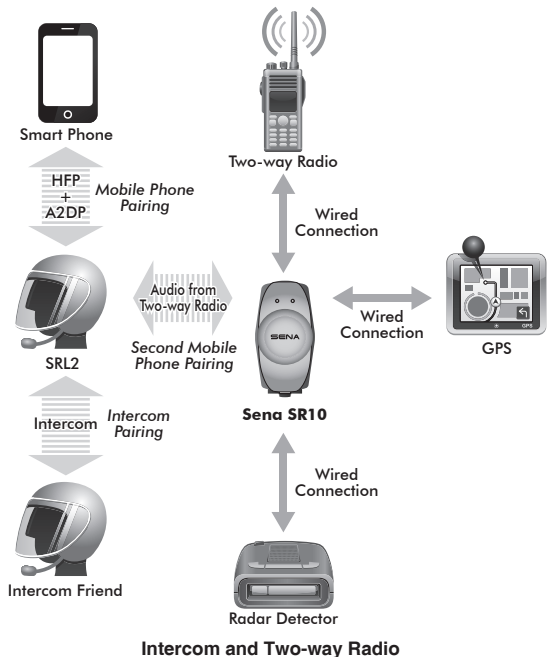 Smart Phone
HFP
+
A2DP
Mobile Phone
Pairing
Two-way Radio
Wired
Connection
Audio from
Two-way Radio
Second Mobile
Phone Pairing
SRL2
SENA
Sena SR10
Wired
Connection
GPS
GPS
Intercom
Intercom
Pairing
Wired
Connection
Intercom Friend
Radar Detector
Intercom and Two-way Radio